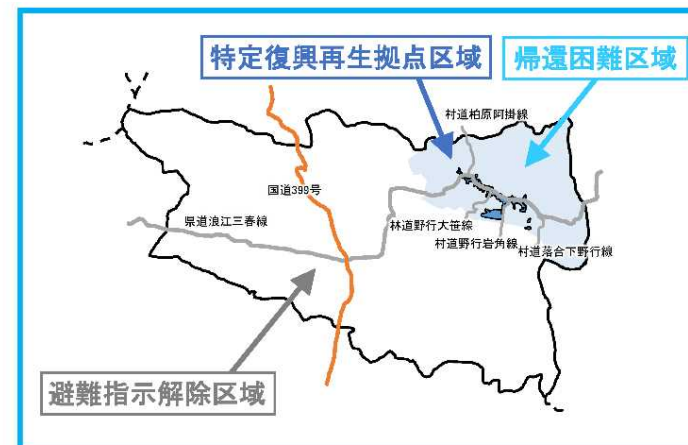 特定復興再生拠点区域
帰還困難区域
村道柏原阿掛線
国道399号
県道浪江三春線
林道野行大笹線
村道野行岩角線
村道落合下野行線
避難指示解除区域